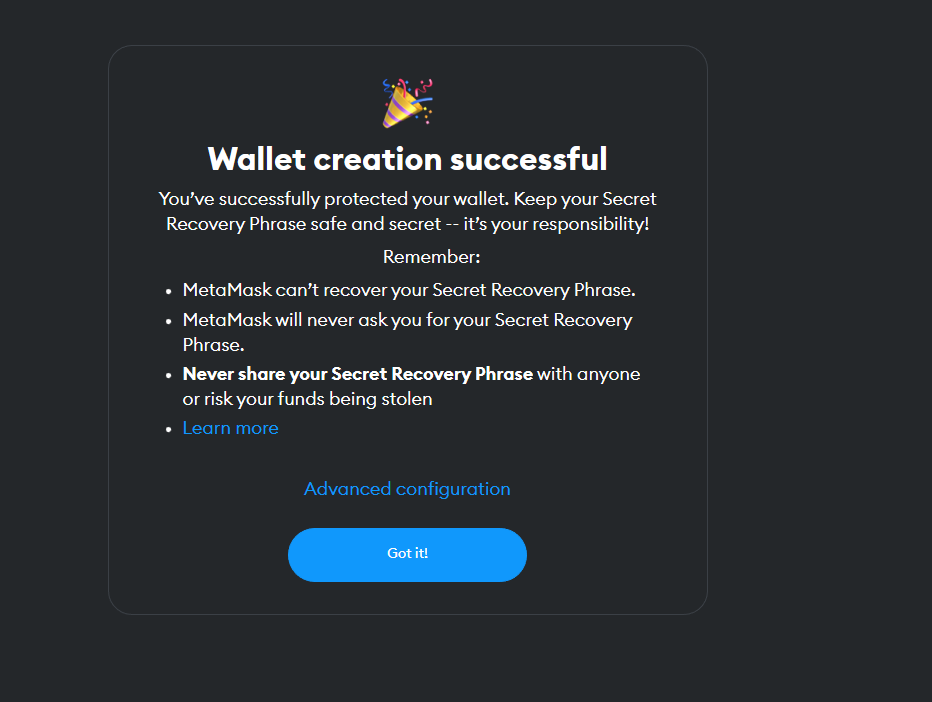 Wallet creation successful
You’ve successfully protected your wallet. Keep your Secret
Recovery Phrase safe and secret -- it’s your responsibility!
Remember:
• MetaMask can’t recover your Secret Recovery Phrase.
• MetaMask will never ask you for your Secret Recovery
Phrase.
• Never share your Secret Recovery Phrase with anyone
or risk your funds being stolen
• Learn more
Advanced configuration
Got it!